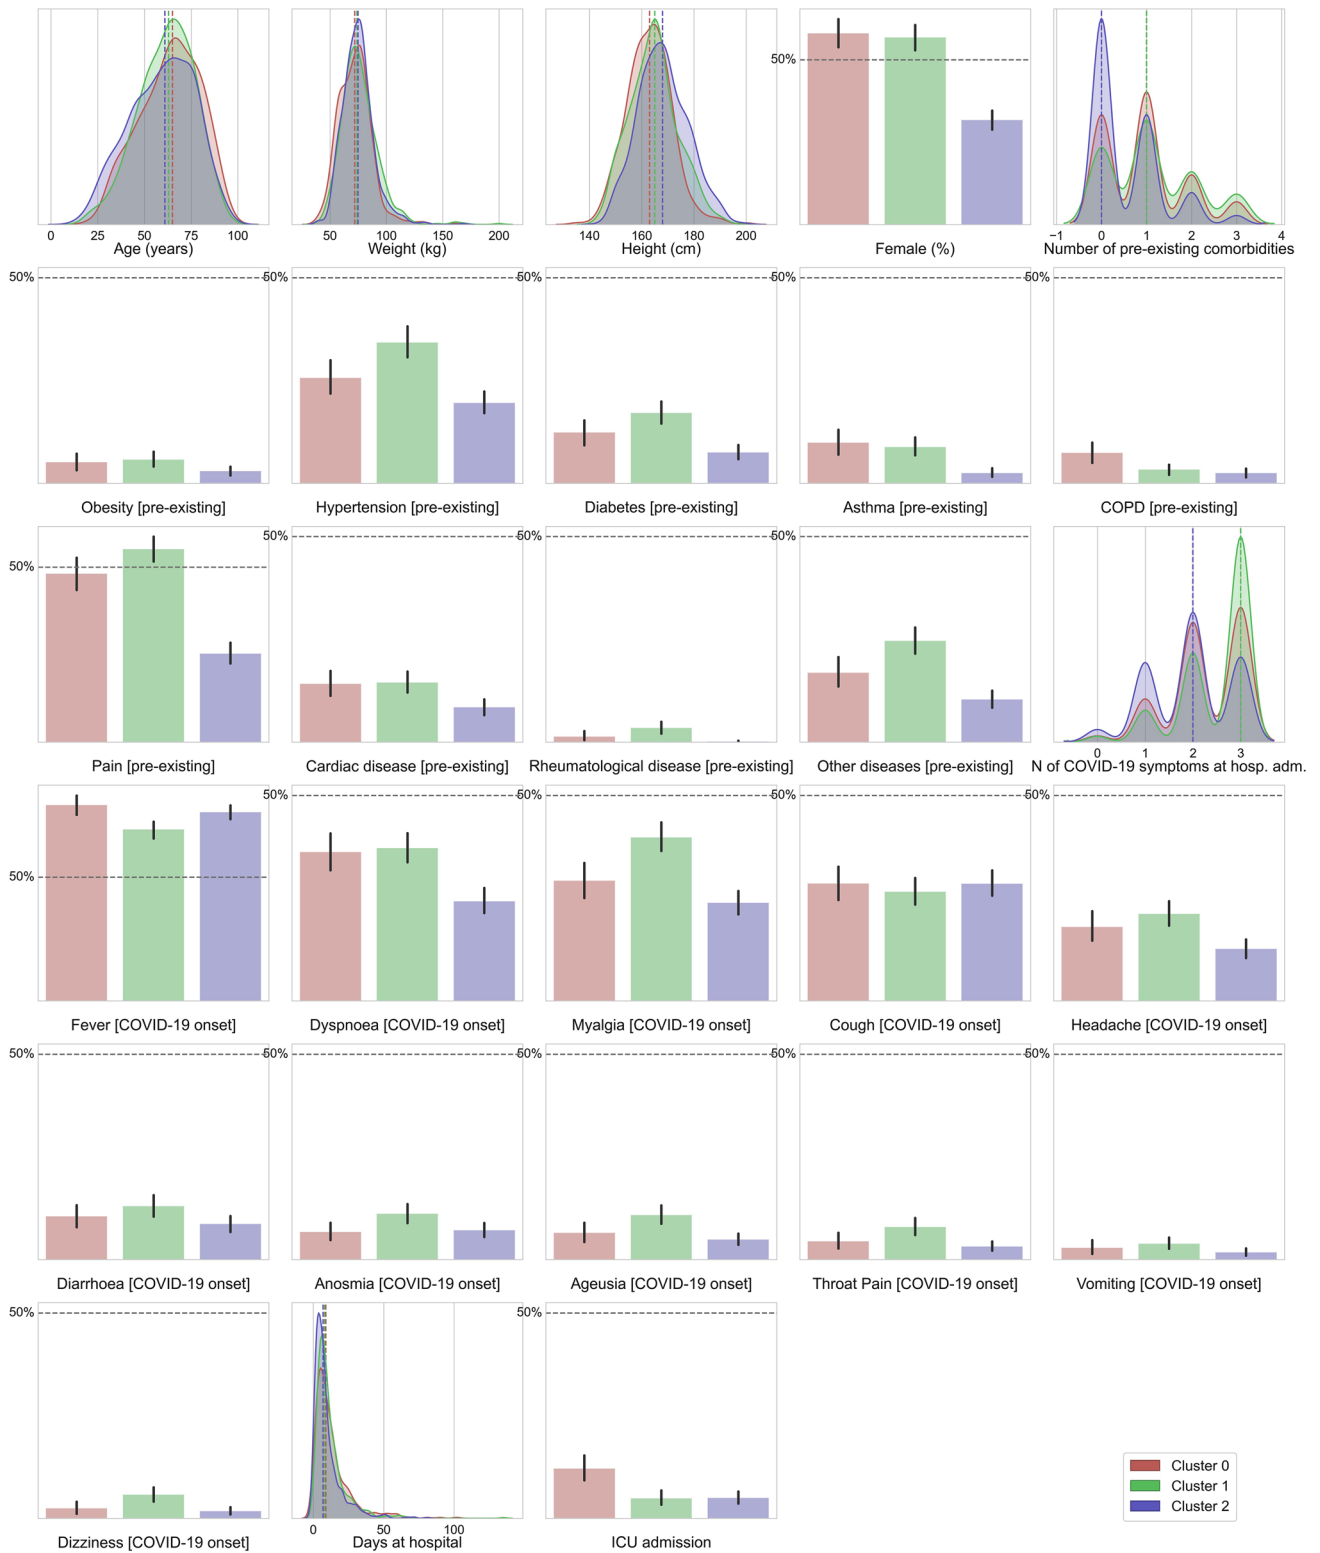 50%
0 25 50 75 100
50 100 150 200
140 160 180 200
−1 0 1 2 3 4
Age (years) Weight (kg) Height (cm) Female (%) Number of pre-existing comorbidities
50% 50% 50% 50% 50%
Obesity [pre-existing] Hypertension [pre-existing] Diabetes [pre-existing] Asthma [pre-existing] COPD [pre-existing]
50% 50% 50% 50%
0 1 2 3
Pain [pre-existing] Cardiac disease [pre-existing] Rheumatological disease [pre-existing] Other diseases [pre-existing] N of COVID-19 symptoms at hosp. adm.
50% 50% 50% 50% 50%
Fever [COVID-19 onset] Dyspnoea [COVID-19 onset] Myalgia [COVID-19 onset] Cough [COVID-19 onset] Headache [COVID-19 onset]
50% 50% 50% 50% 50%
Diarrhoea [COVID-19 onset] Anosmia [COVID-19 onset] Ageusia [COVID-19 onset] Throat Pain [COVID-19 onset] Vomiting [COVID-19 onset]
50% 50%
Cluster 0
Cluster 1
Cluster 2
0 50 100
Dizziness [COVID-19 onset] Days at hospital ICU admission